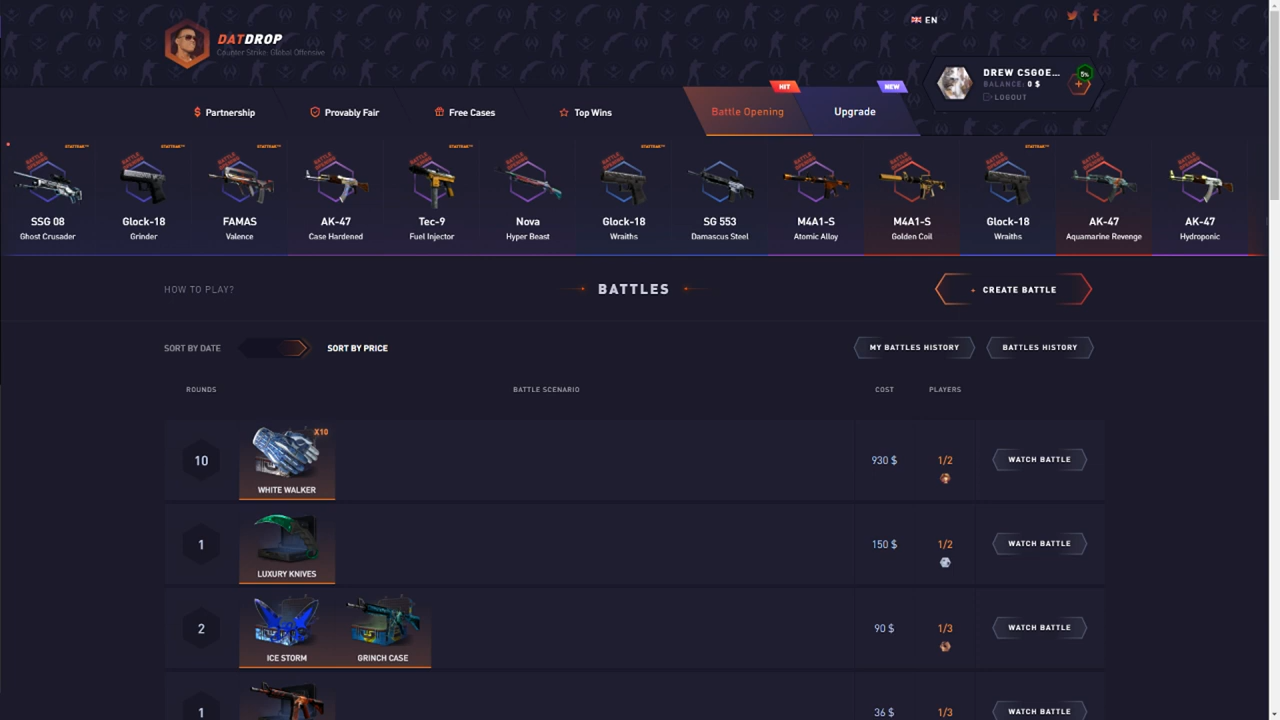 EN
DATDROP
Counter Strike: Global Offensive
DREW CSGOE...
5%
BALANCE: 0 $
LOGOUT
HIT
NEW
Partnership
Provably Fair
Free Cases
Top Wins
Battle Opening
Upgrade
STATTRAK™ STATTRAK™ STATTRAK™ STATTRAK™ STATTRAK™ STATTRAK™
SSG 08 Glock-18 FAMAS AK-47 Tec-9 Nova Glock-18 SG 553 M4A1-S M4A1-S Glock-18 AK-47 AK-47
Ghost Crusader Grinder Valence Case Hardened Fuel Injector Hyper Beast Wraiths Damascus Steel Atomic Alloy Golden Coil Wraiths Aquamarine Revenge Hydroponic
HOW TO PLAY?
BATTLES
+ CREATE BATTLE
SORT BY DATE
SORT BY PRICE
MY BATTLES HISTORY
BATTLES HISTORY
ROUNDS
BATTLE SCENARIO
COST
PLAYERS
X10
10
WHITE WALKER
930 $
1/2
WATCH BATTLE
1
LUXURY KNIVES
150 $
1/2
WATCH BATTLE
2
ICE STORM
GRINCH CASE
90 $
1/3
WATCH BATTLE
1
36 $
1/3
WATCH BATTLE